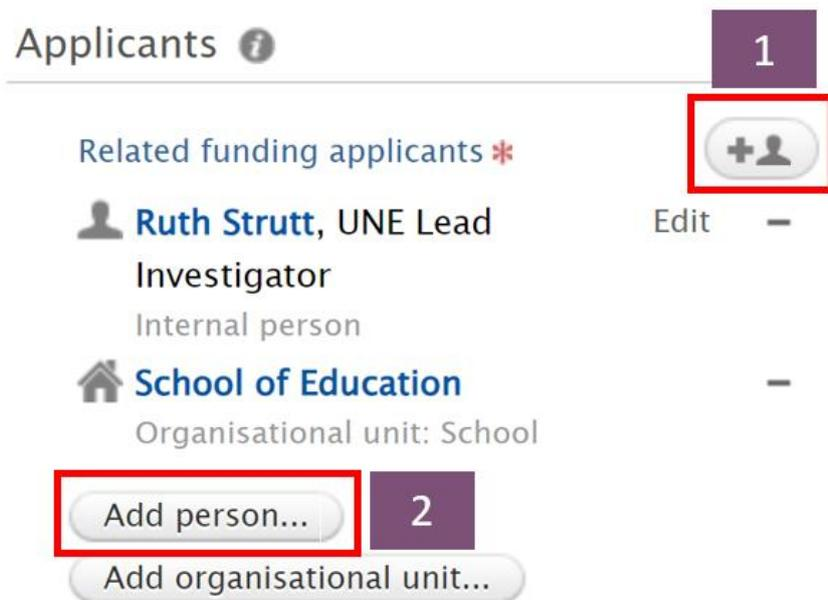 Applicants
1
Related funding applicants *
Ruth Strutt, UNE Lead Edit
Investigator
Internal person
School of Education
Organisational unit: School
Add person... 2
Add organisational unit...